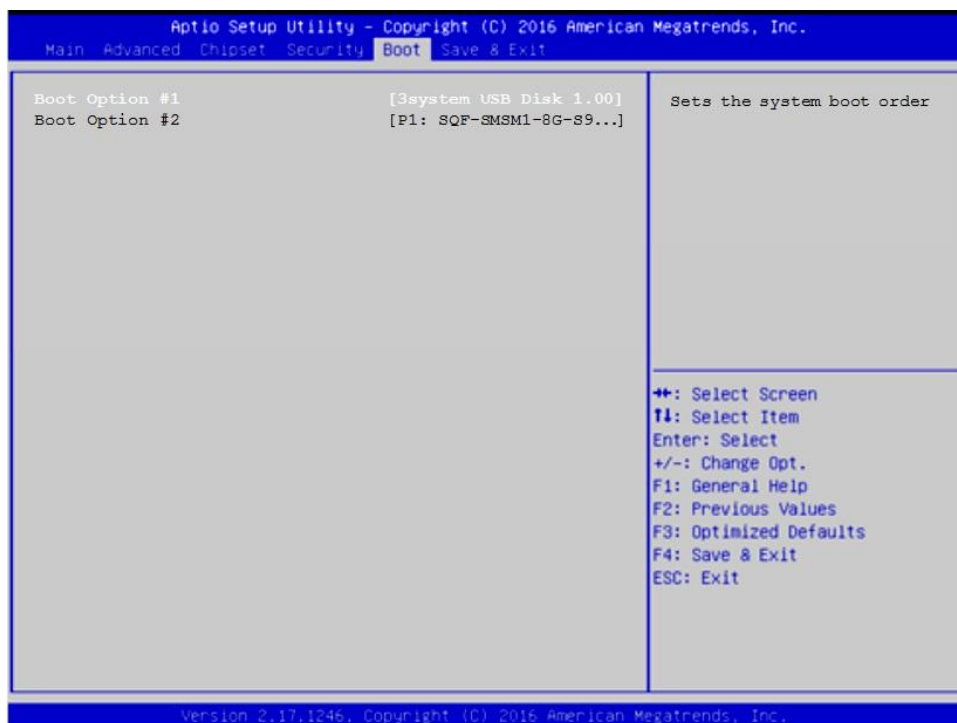 Aptio Setup Utility - Copyright (C) 2016 American Megatrends, Inc.
Main Advanced Chipset Security Boot Save & Exit
Boot Option #1 [3system USB Disk 1.00]
Boot Option #2 [P1: SQF-SMSM1-8G-S9...]
Sets the system boot order
→←: Select Screen
↑↓: Select Item
Enter: Select
+/-: Change Opt.
F1: General Help
F2: Previous Values
F3: Optimized Defaults
F4: Save & Exit
ESC: Exit
Version 2.17.1246. Copyright (C) 2016 American Megatrends, Inc.